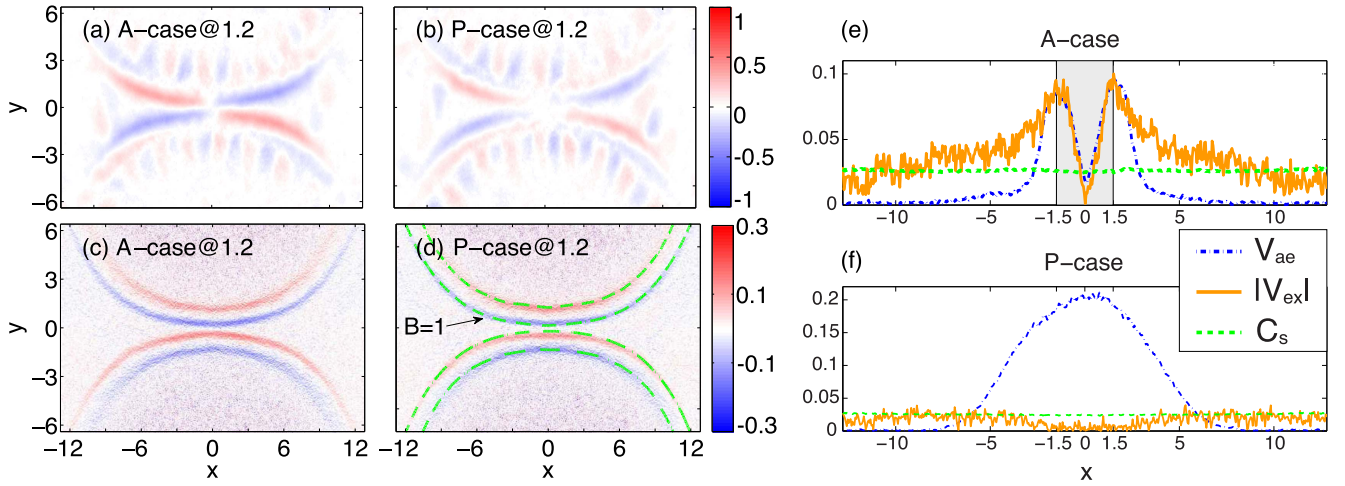 (a) A-case@1.2
(b) P-case@1.2
6
3
0
-3
-6
y
1
0.5
0
-0.5
-1
(c) A-case@1.2
(d) P-case@1.2
B=1
6
3
0
-3
-6
y
0.3
0.1
-0.1
-0.3
-12 -6 0 6 12
x
-12 -6 0 6 12
x
(e) A-case
0.1
0.05
0
-10 -5 -1.5 0 1.5 5 10
(f) P-case
0.2
0.15
0.1
0.05
0
-10 -5 -1.5 0 1.5 5 10
x
Vae
|Vex|
Cs